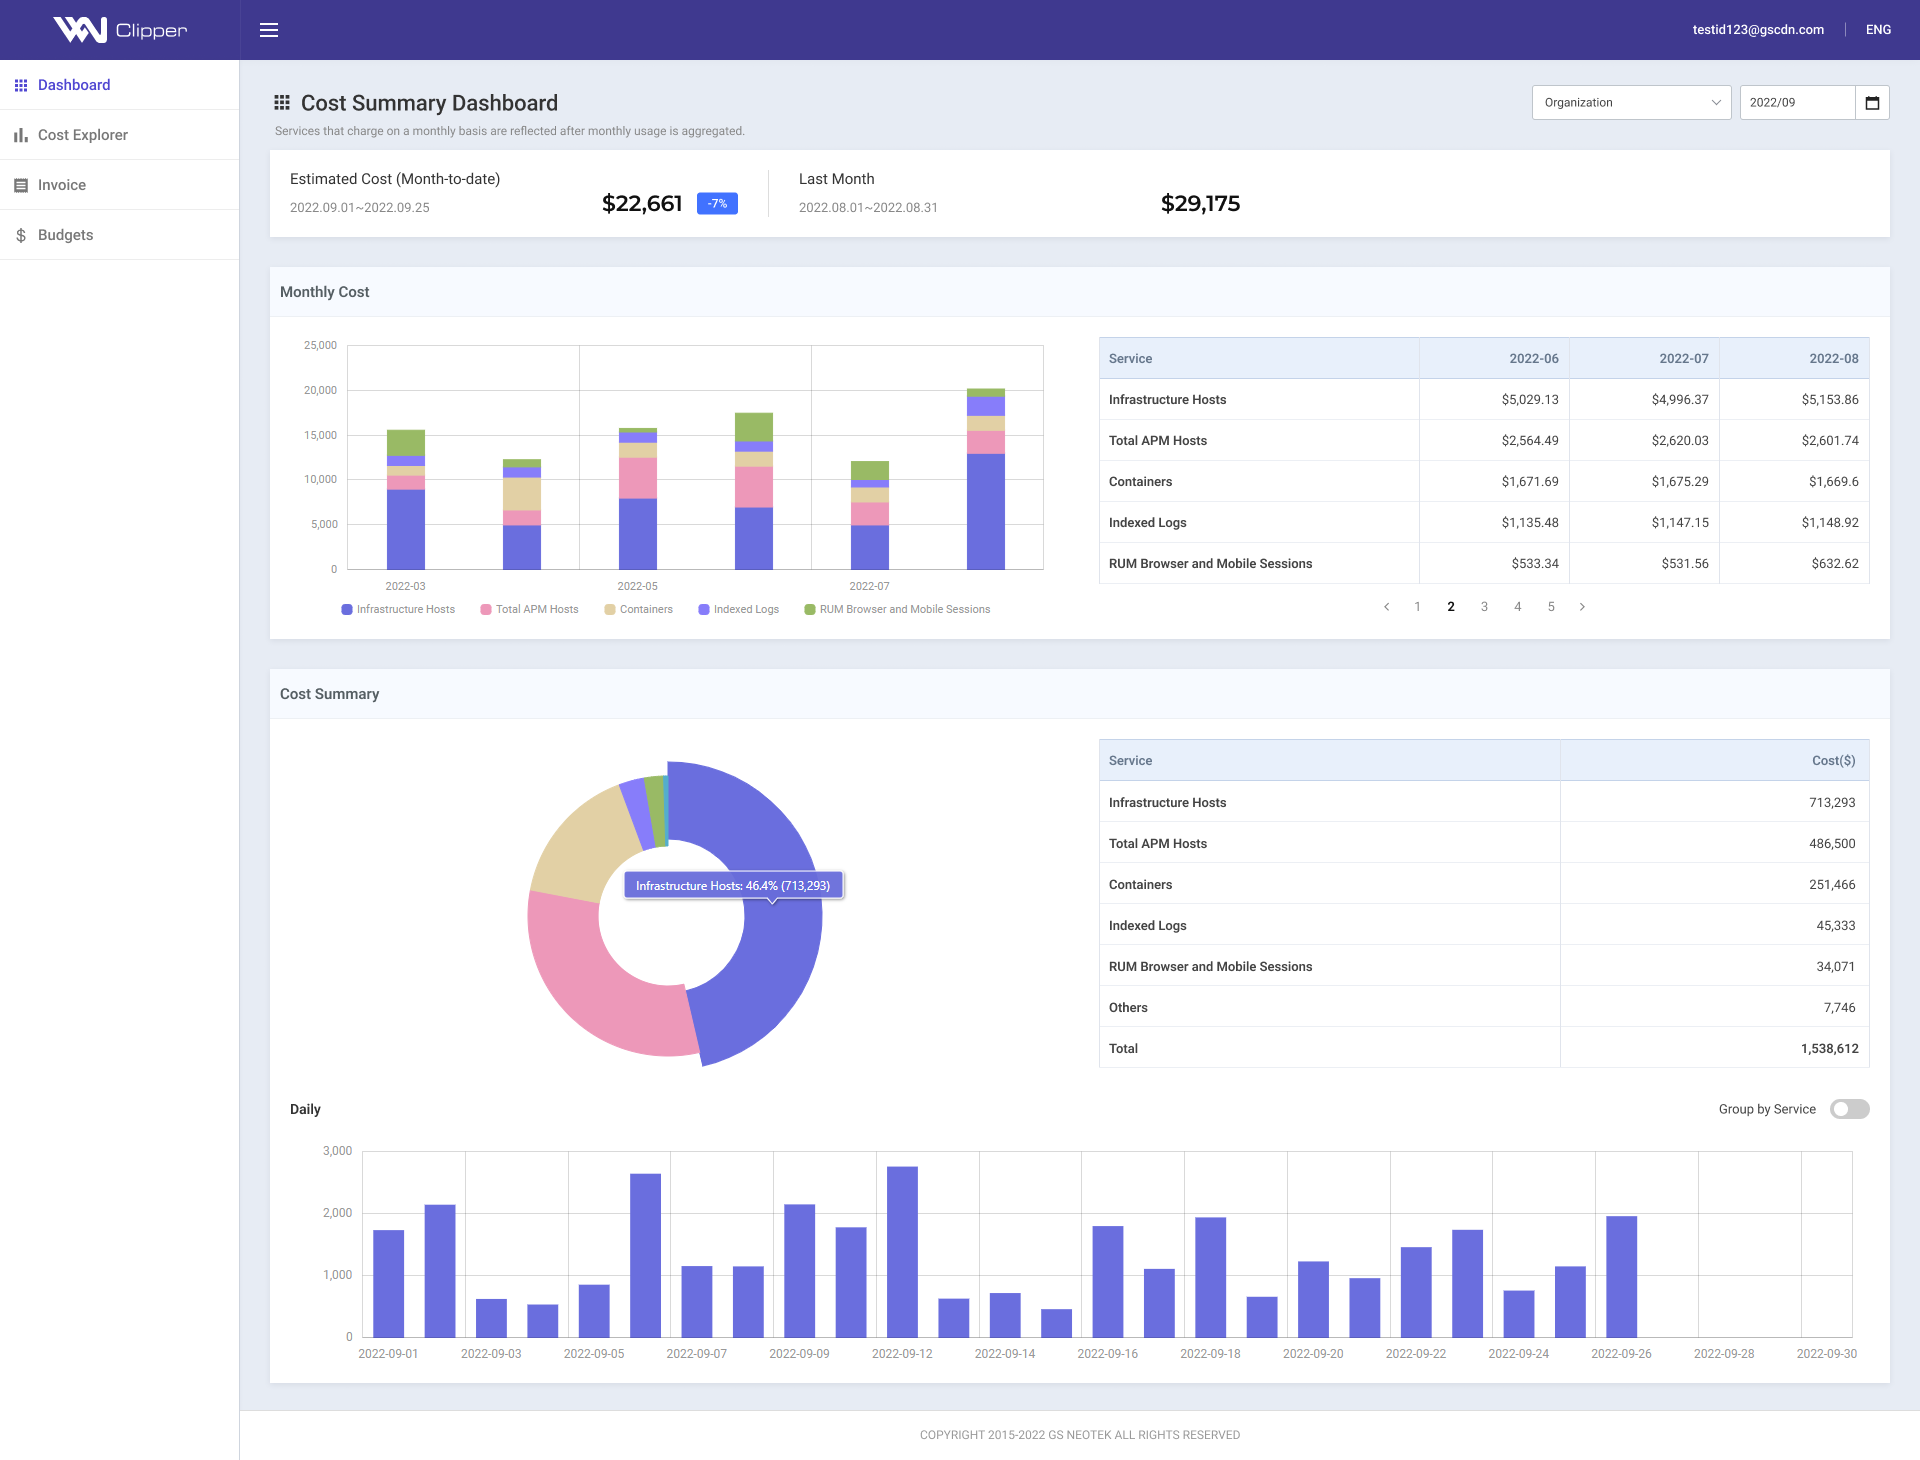 WN Clipper
testid123@gscdn.com
ENG
Dashboard
Cost Explorer
Invoice
Budgets
Cost Summary Dashboard
Services that charge on a monthly basis are reflected after monthly usage is aggregated.
Organization
2022/09
Estimated Cost (Month-to-date)
2022.09.01~2022.09.25
$22,661
-7%
Last Month
2022.08.01~2022.08.31
$29,175
Monthly Cost
25,000
20,000
15,000
10,000
5,000
0
2022-03 2022-05 2022-07
Infrastructure Hosts Total APM Hosts Containers Indexed Logs RUM Browser and Mobile Sessions
Service 2022-06 2022-07 2022-08
Infrastructure Hosts $5,029.13 $4,996.37 $5,153.86
Total APM Hosts $2,564.49 $2,620.03 $2,601.74
Containers $1,671.69 $1,675.29 $1,669.6
Indexed Logs $1,135.48 $1,147.15 $1,148.92
RUM Browser and Mobile Sessions $533.34 $531.56 $632.62
< 1 2 3 4 5 >
Cost Summary
Infrastructure Hosts: 46.4% (713,293)
Service Cost($)
Infrastructure Hosts 713,293
Total APM Hosts 486,500
Containers 251,466
Indexed Logs 45,333
RUM Browser and Mobile Sessions 34,071
Others 7,746
Total 1,538,612
Daily
Group by Service
3,000
2,000
1,000
0
2022-09-01 2022-09-03 2022-09-05 2022-09-07 2022-09-09 2022-09-12 2022-09-14 2022-09-16 2022-09-18 2022-09-20 2022-09-22 2022-09-24 2022-09-26 2022-09-28 2022-09-30
COPYRIGHT 2015-2022 GS NEOTEK ALL RIGHTS RESERVED